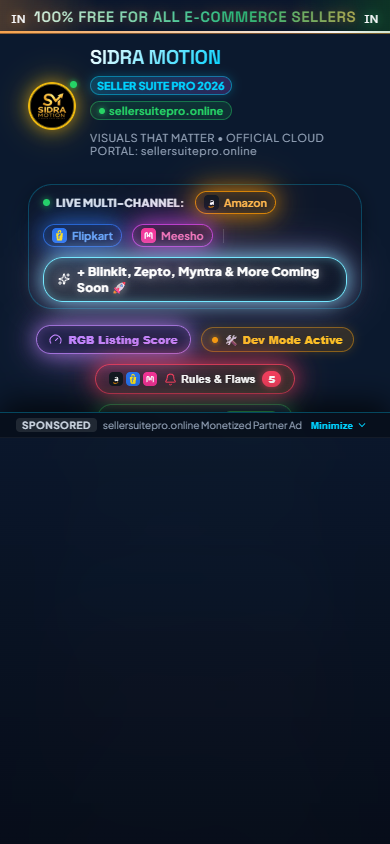 IN 100% FREE FOR ALL E-COMMERCE SELLERS IN
SIDRA MOTION
SELLER SUITE PRO 2026
sellersuitepro.online
SIDRA
MOTION
VISUALS THAT MATTER • OFFICIAL CLOUD
PORTAL: sellersuitepro.online
LIVE MULTI-CHANNEL: a Amazon
Flipkart M Meesho
+ Blinkit, Zepto, Myntra & More Coming
Soon 🚀
RGB Listing Score 🛠 Dev Mode Active
a M Rules & Flaws 5
SPONSORED sellersuitepro.online Monetized Partner Ad Minimize